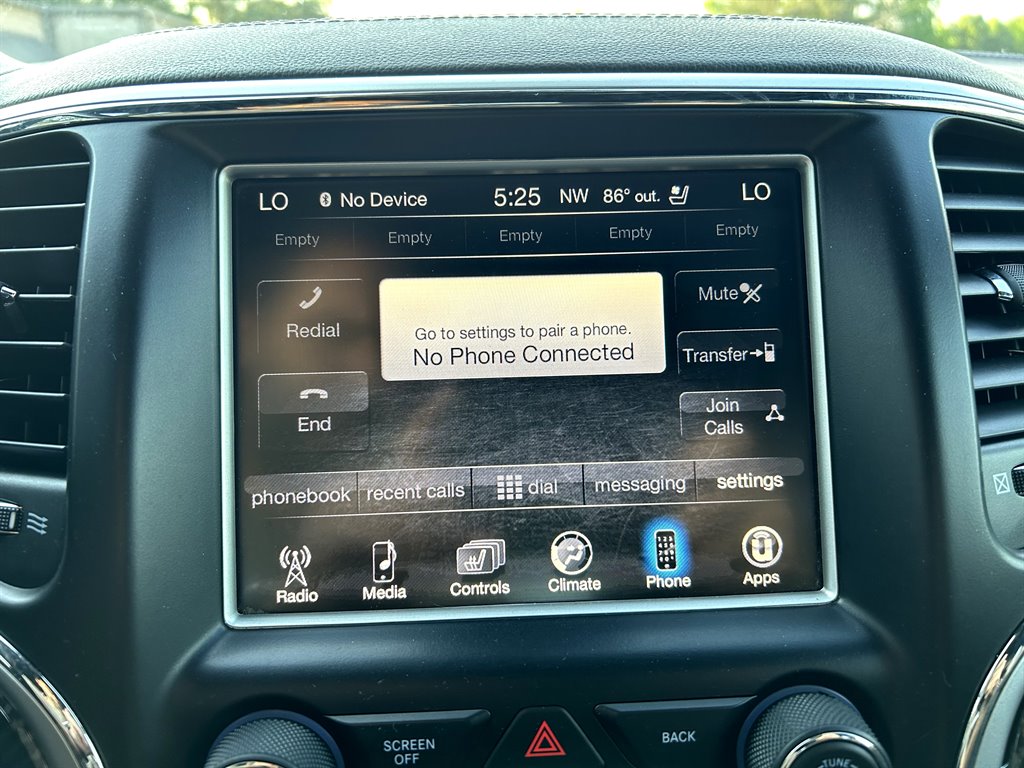 LO No Device 5:25 NW 86° out. LO
Empty Empty Empty Empty Empty
Redial
Go to settings to pair a phone.
No Phone Connected
Mute
Transfer
End
Join
Calls
phonebook recent calls dial messaging settings
Radio Media Controls Climate Phone Apps
SCREEN
OFF
BACK
TUNE